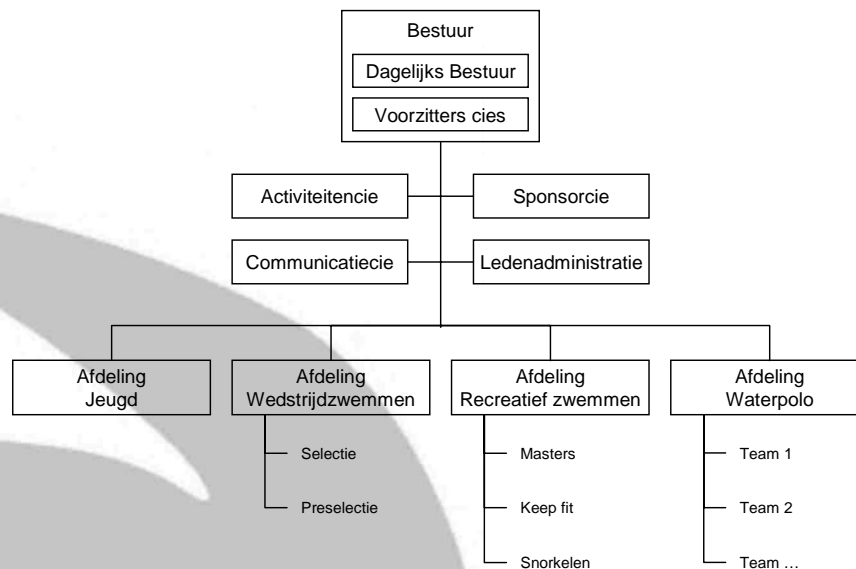 Bestuur
Dagelijks Bestuur
Voorzitters cies
Activiteitencie
Sponsorcie
Communicatiecie
Ledenadministratie
Afdeling
Jeugd
Afdeling
Wedstrijdzwemmen
Afdeling
Recreatief zwemmen
Afdeling
Waterpolo
Selectie
Preselectie
Masters
Keep fit
Snorkelen
Team 1
Team 2
Team ...